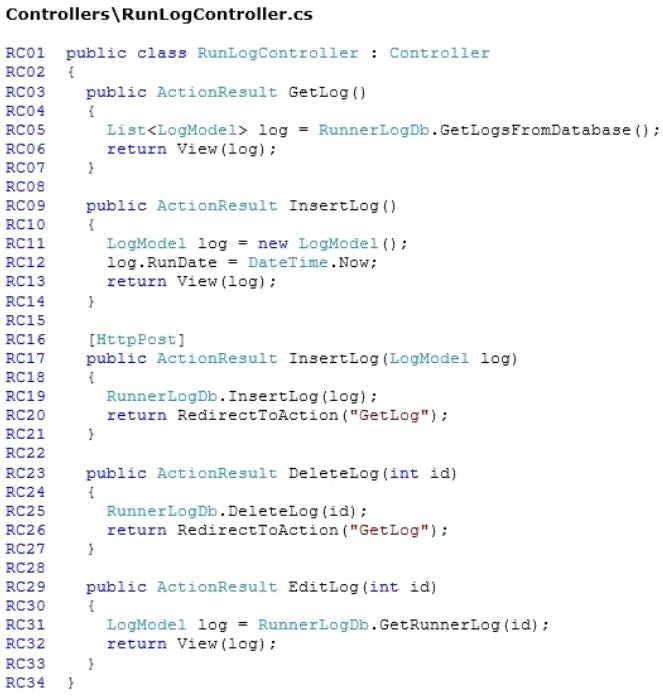 Controllers\RunLogController.cs
RC01 public class RunLogController : Controller
RC02 {
RC03 public ActionResult GetLog()
RC04 {
RC05 List<LogModel> log = RunnerLogDb.GetLogsFromDatabase();
RC06 return View(log);
RC07 }
RC08
RC09 public ActionResult InsertLog()
RC10 {
RC11 LogModel log = new LogModel();
RC12 log.RunDate = DateTime.Now;
RC13 return View(log);
RC14 }
RC15
RC16 [HttpPost]
RC17 public ActionResult InsertLog(LogModel log)
RC18 {
RC19 RunnerLogDb.InsertLog(log);
RC20 return RedirectToAction("GetLog");
RC21 }
RC22
RC23 public ActionResult DeleteLog(int id)
RC24 {
RC25 RunnerLogDb.DeleteLog(id);
RC26 return RedirectToAction("GetLog");
RC27 }
RC28
RC29 public ActionResult EditLog(int id)
RC30 {
RC31 LogModel log = RunnerLogDb.GetRunnerLog(id);
RC32 return View(log);
RC33 }
RC34 }